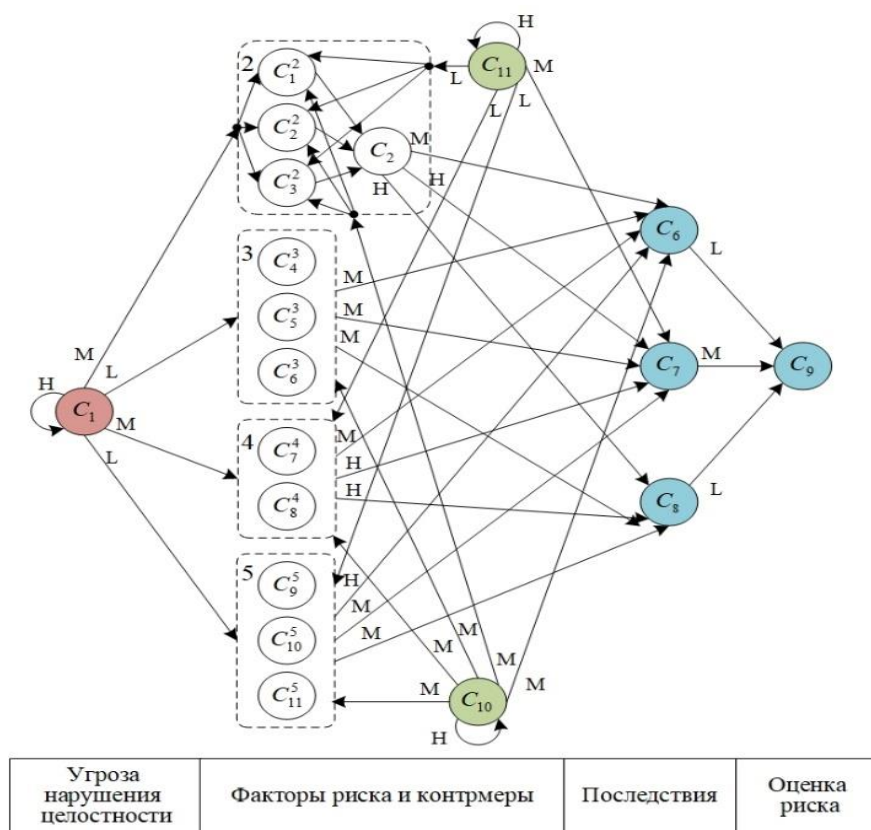 H
C₁₁
L
M
L
L
2
C₁²
C₂²
C₃²
C₂
M
H
H
3
C₄³
C₅³
C₆³
M
M
M
C₆
L
M
L
H
C₁
M
L
C₇
M
C₉
4
C₇⁴
C₈⁴
M
H
H
C₈
L
5
C₉⁵
C₁₀⁵
C₁₁⁵
H
M
M
M
M
M
M
M
C₁₀
H
Угроза
нарушения
целостности
Факторы риска и контрмеры
Последствия
Оценка
риска